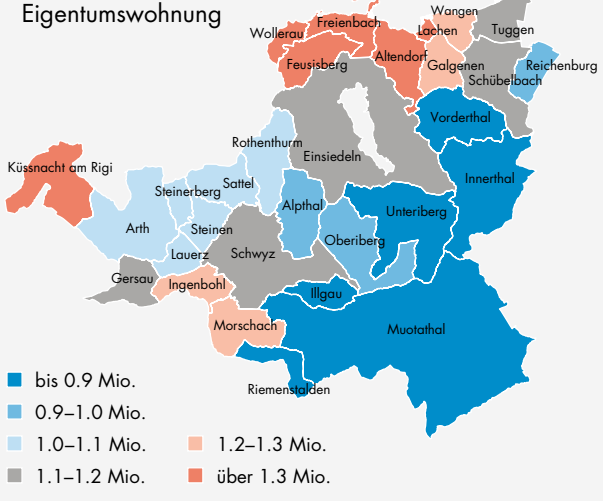 Eigentumswohnung
Wangen
Freienbach
Lachen
Tuggen
Wollerau
Altendorf
Feusisberg
Galgenen
Reichenburg
Schübelbach
Vorderthal
Rothenthurm
Einsiedeln
Küssnacht am Rigi
Innerthal
Sattel
Steinerberg
Alpthal
Unteriberg
Arth
Steinen
Oberiberg
Lauerz
Schwyz
Gersau
Ingenbohl
Illgau
Morschach
Muotathal
Riemenstalden
bis 0.9 Mio.
0.9–1.0 Mio.
1.0–1.1 Mio.
1.2–1.3 Mio.
1.1–1.2 Mio.
über 1.3 Mio.